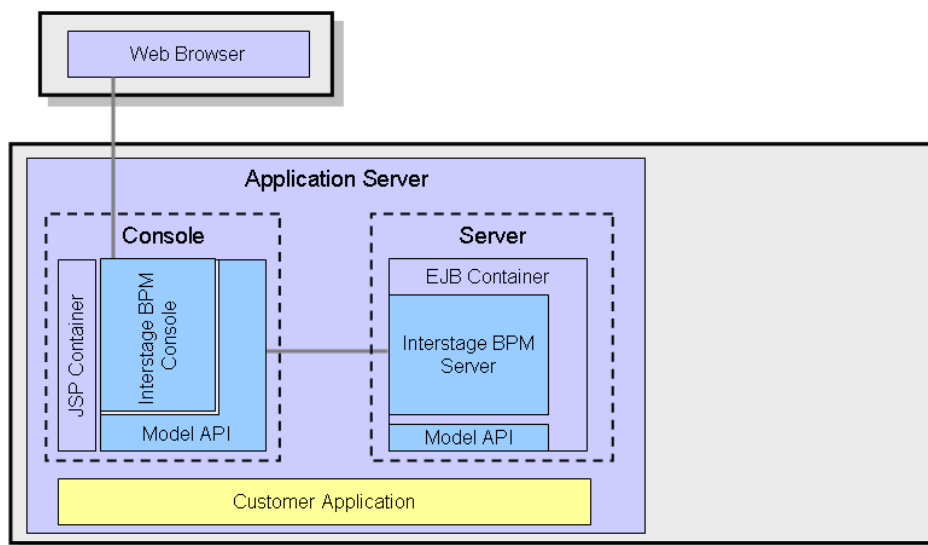 Web Browser
Application Server
Console
Server
JSP Container
Interstage BPM
Console
Model API
EJB Container
Interstage BPM
Server
Model API
Customer Application